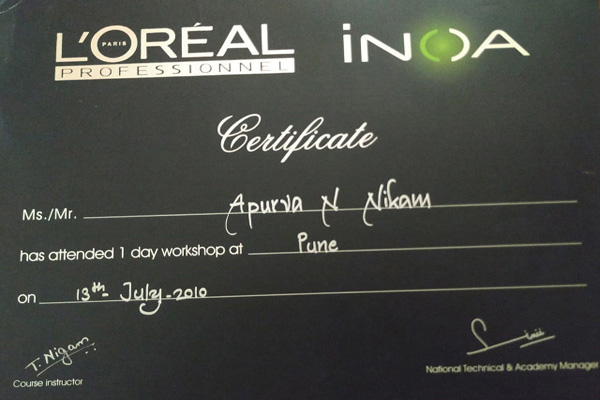 L'ORÉAL iNOA
PARIS
PROFESSIONNEL
Certificate
Ms./Mr. Apurva N Nikam
has attended 1 day workshop at Pune
on 13th July-2010
T. Nigam
Course instructor
National Technical & Academy Manager